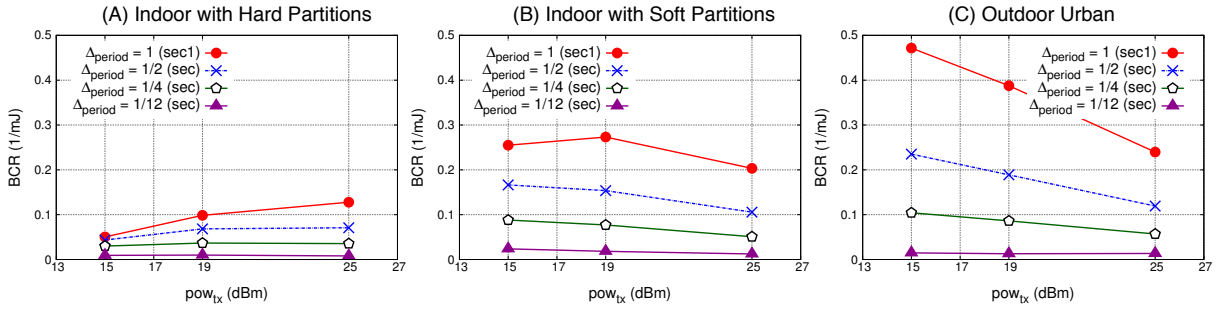 (A) Indoor with Hard Partitions
0.5
0.4
0.3
0.2
0.1
0
BCR (1/mJ)
Δperiod = 1 (sec1)
Δperiod = 1/2 (sec)
Δperiod = 1/4 (sec)
Δperiod = 1/12 (sec)
13 15 17 19 25 27
powtx (dBm)
(B) Indoor with Soft Partitions
0.5
0.4
0.3
0.2
0.1
0
BCR (1/mJ)
Δperiod = 1 (sec1)
Δperiod = 1/2 (sec)
Δperiod = 1/4 (sec)
Δperiod = 1/12 (sec)
13 15 17 19 25 27
powtx (dBm)
(C) Outdoor Urban
0.5
0.4
0.3
0.2
0.1
0
BCR (1/mJ)
Δperiod = 1 (sec1)
Δperiod = 1/2 (sec)
Δperiod = 1/4 (sec)
Δperiod = 1/12 (sec)
13 15 17 19 25 27
powtx (dBm)